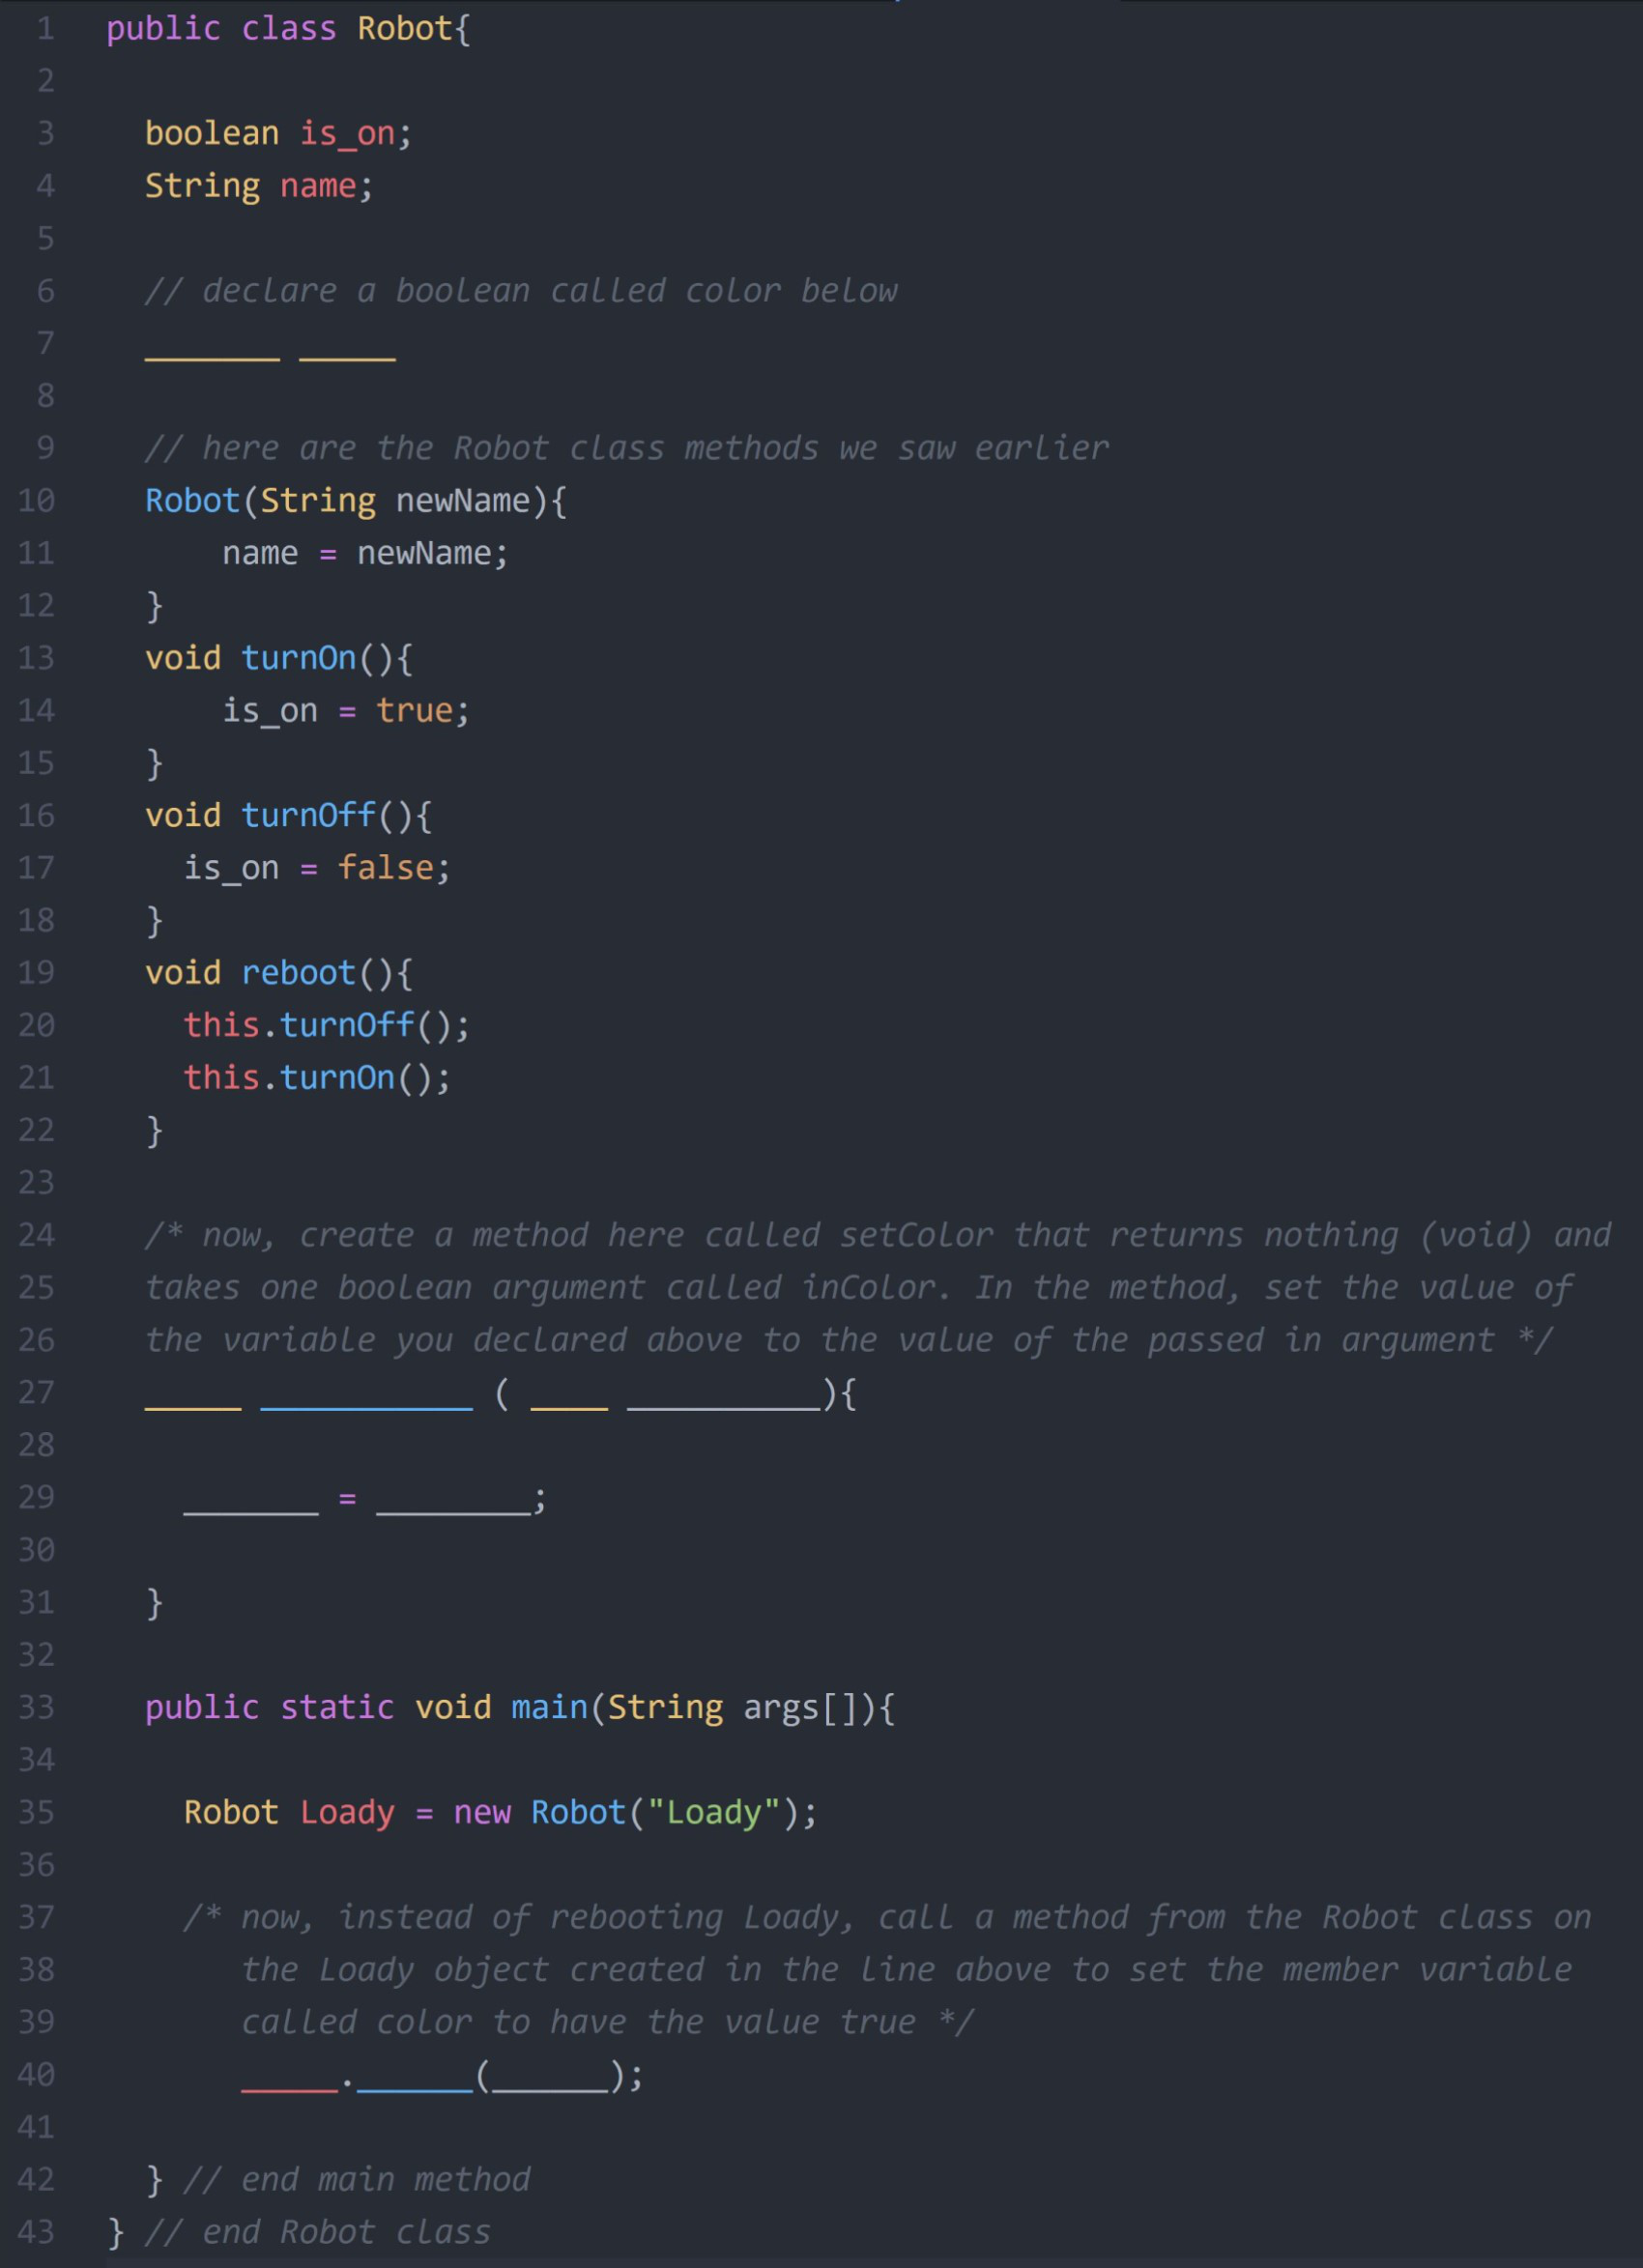 1 public class Robot{
2
3 boolean is_on;
4 String name;
5
6 // declare a boolean called color below
7 _______ _____
8
9 // here are the Robot class methods we saw earlier
10 Robot(String newName){
11 name = newName;
12 }
13 void turnOn(){
14 is_on = true;
15 }
16 void turnOff(){
17 is_on = false;
18 }
19 void reboot(){
20 this.turnOff();
21 this.turnOn();
22 }
23
24 /* now, create a method here called setColor that returns nothing (void) and
25 takes one boolean argument called inColor. In the method, set the value of
26 the variable you declared above to the value of the passed in argument */
27 _____ ___________ ( ____ __________){
28
29 _______ = ________;
30
31 }
32
33 public static void main(String args[]){
34
35 Robot Loady = new Robot("Loady");
36
37 /* now, instead of rebooting Loady, call a method from the Robot class on
38 the Loady object created in the line above to set the member variable
39 called color to have the value true */
40 _____.______(______);
41
42 } // end main method
43 } // end Robot class